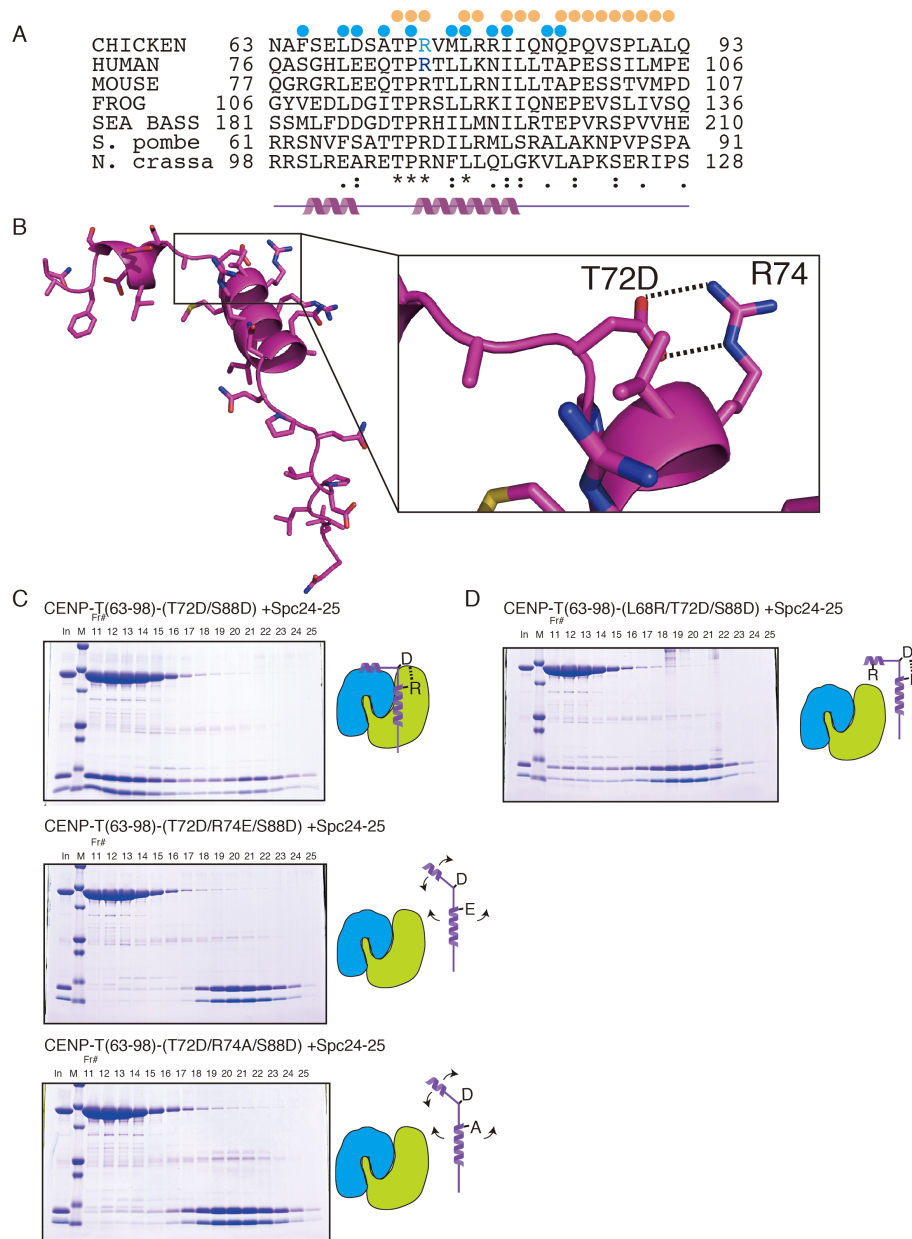 A
CHICKEN 63 NAFSELDSATPRVMLRRIIQNQPQVSPLALQ 93
HUMAN 76 QASGHLEEQTPRTLLKNILLTAPESSILMPE 106
MOUSE 77 QGRGRLEEQTPRTLLKNILLTAPESSTVMPD 107
FROG 106 GYVEDLDGITPRSLLRKIIQNEPEVSLIVSQ 136
SEA BASS 181 SSMLFDDGDTPRHILMNILRTEPVRSPVVHE 210
S. pombe 61 RRSNVFSATTPRDILRMLSRALAKNPVPSPA 91
N. crassa 98 RRSLREARETPRNFLLQLGKVLAPKSERIPS 128
.: *** :* .:: . : . .
B
T72D R74
C
CENP-T(63-98)-(T72D/S88D) +Spc24-25
Fr#
In M 11 12 13 14 15 16 17 18 19 20 21 22 23 24 25
D
R
CENP-T(63-98)-(T72D/R74E/S88D) +Spc24-25
Fr#
In M 11 12 13 14 15 16 17 18 19 20 21 22 23 24 25
D
E
CENP-T(63-98)-(T72D/R74A/S88D) +Spc24-25
Fr#
In M 11 12 13 14 15 16 17 18 19 20 21 22 23 24 25
D
A
D
CENP-T(63-98)-(L68R/T72D/S88D) +Spc24-25
Fr#
In M 11 12 13 14 15 16 17 18 19 20 21 22 23 24 25
D
R